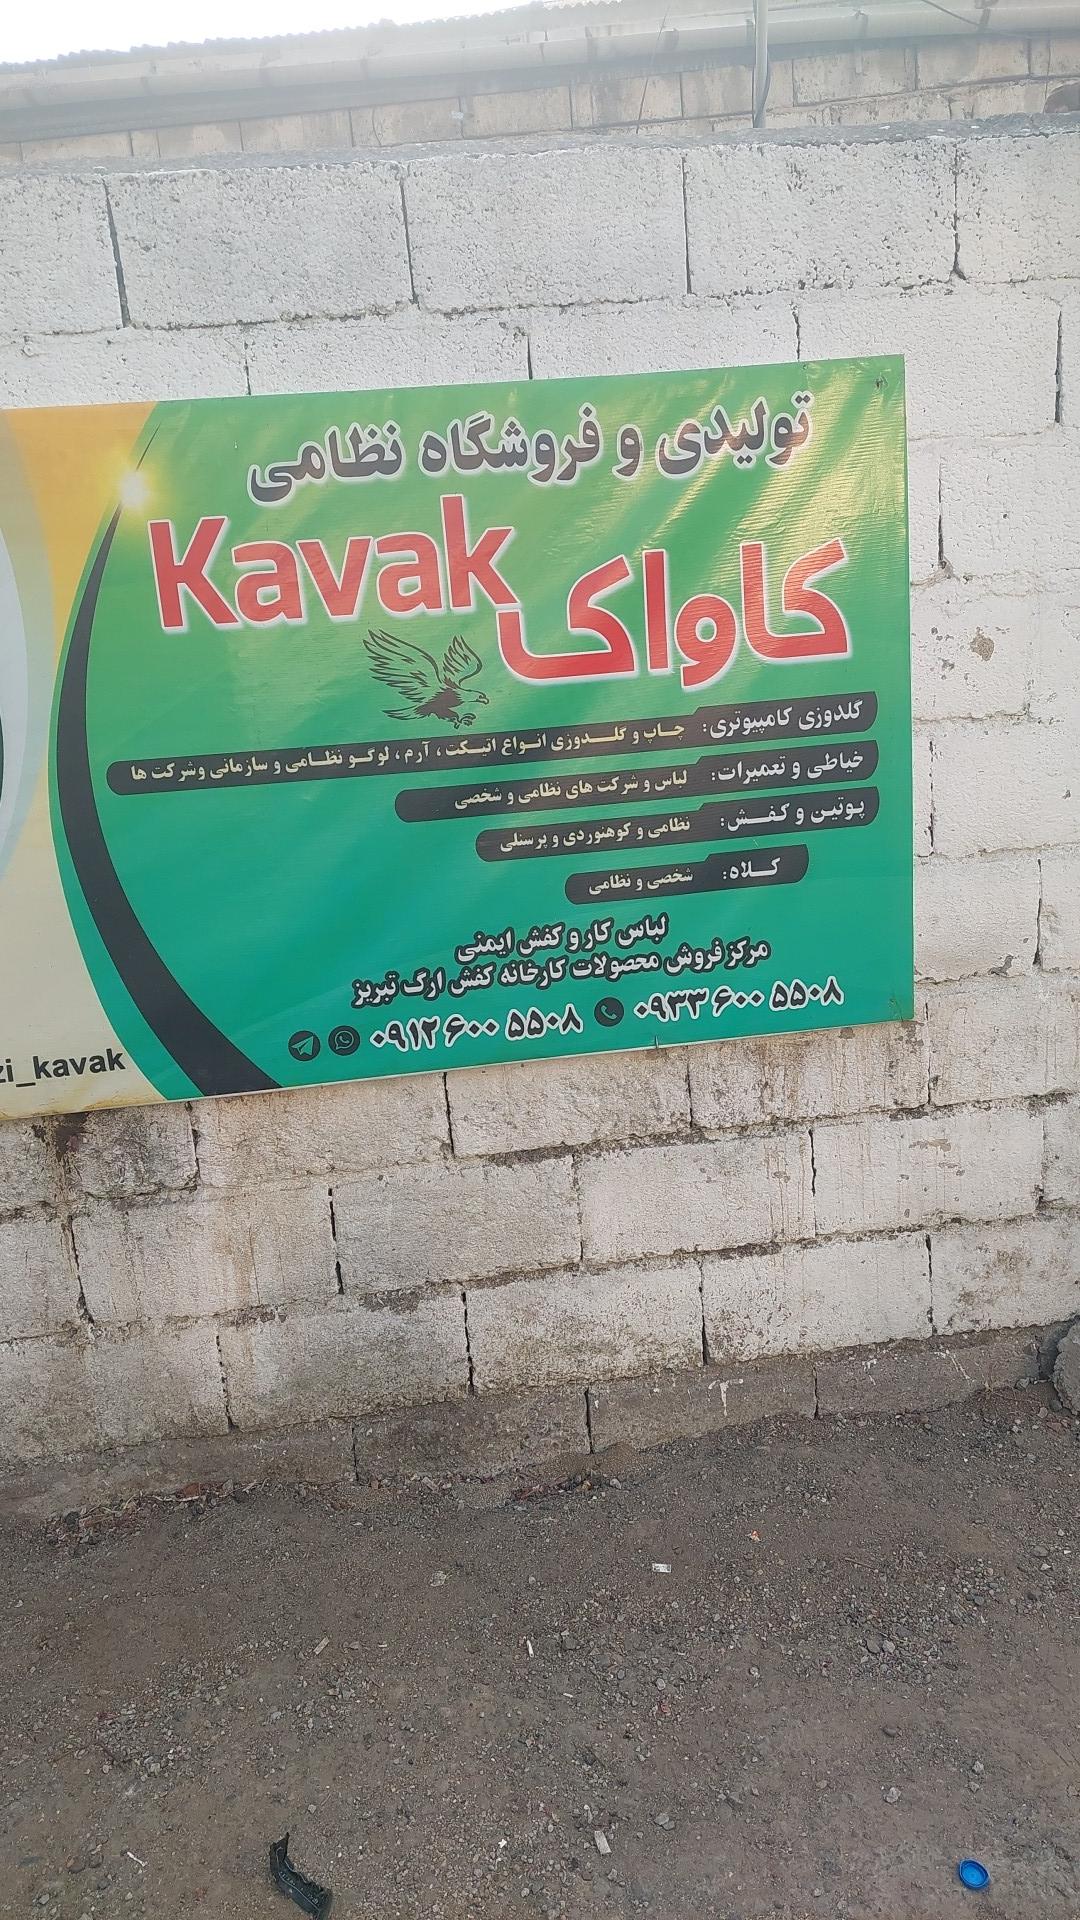 تولیدی و فروشگاه نظامی
Kavak کاواک
گلدوزی کامپیوتری: چاپ و گلدوزی انواع اتیکت ، آرم ، لوگو نظامی و سازمانی وشرکت ها
خیاطی و تعمیرات: لباس و شرکت های نظامی و شخصی
پوتین و کفش: نظامی و کوهنوردی و پرسنلی
کلاه: شخصی و نظامی
لباس کار و کفش ایمنی
مرکز فروش محصولات کارخانه کفش ارگ تبریز
۰۹۳۳ ۶۰۰ ۵۵۰۸ ۰۹۱۲ ۶۰۰ ۵۵۰۸
zi_kavak